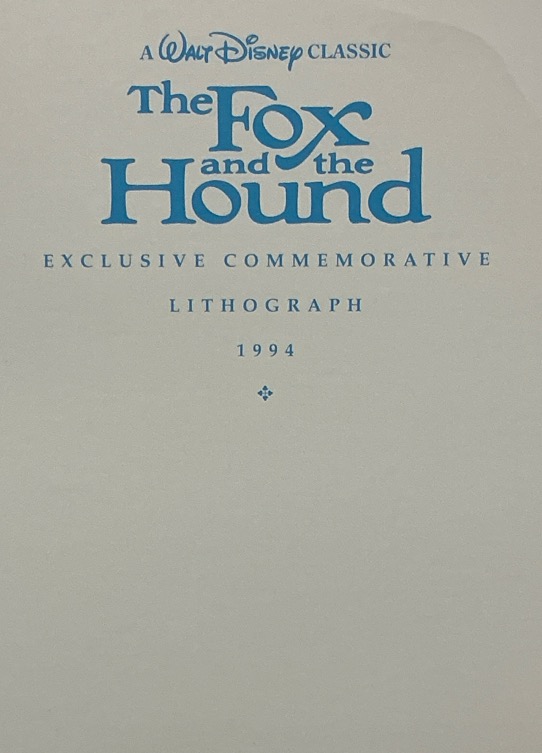 A WALT DISNEY CLASSIC
The Fox
and the
Hound
EXCLUSIVE COMMEMORATIVE
LITHOGRAPH
1994